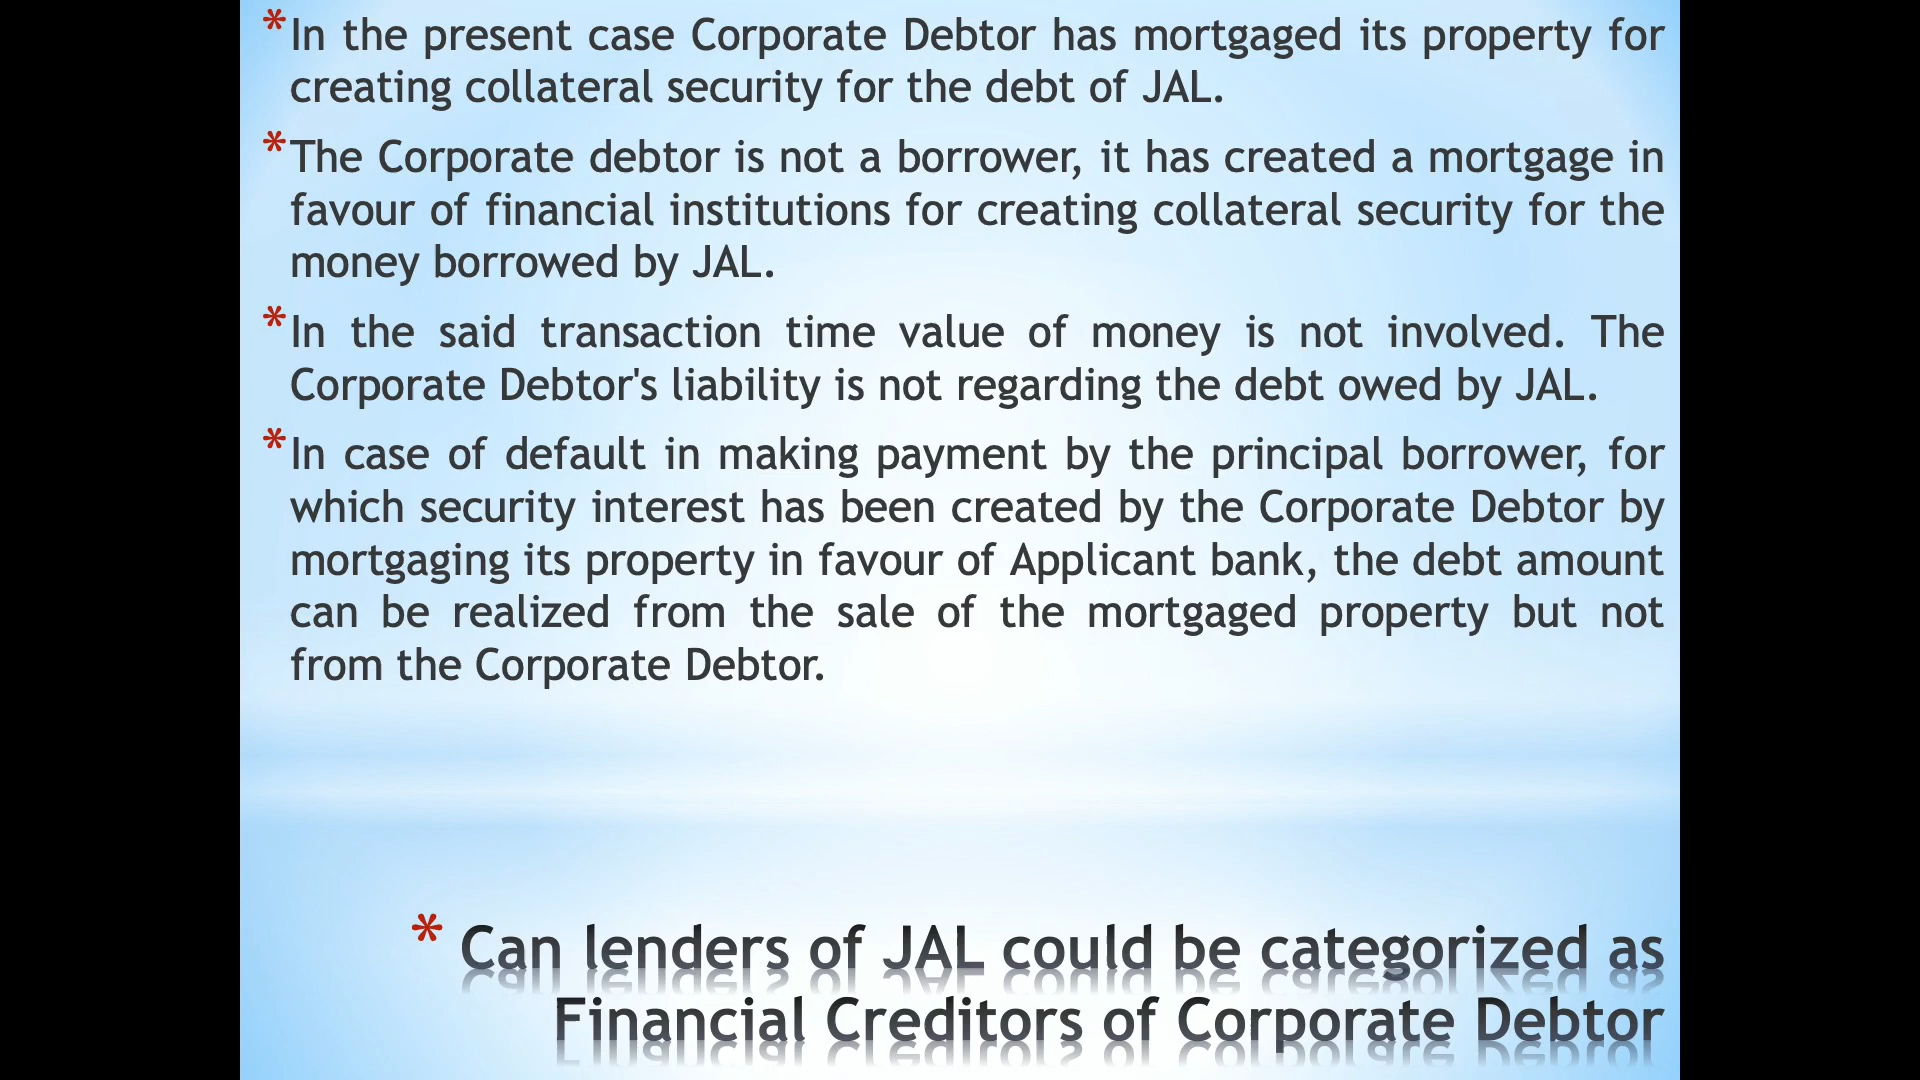 * In the present case Corporate Debtor has mortgaged its property for
creating collateral security for the debt of JAL.
* The Corporate debtor is not a borrower, it has created a mortgage in
favour of financial institutions for creating collateral security for the
money borrowed by JAL.
* In the said transaction time value of money is not involved. The
Corporate Debtor's liability is not regarding the debt owed by JAL.
* In case of default in making payment by the principal borrower, for
which security interest has been created by the Corporate Debtor by
mortgaging its property in favour of Applicant bank, the debt amount
can be realized from the sale of the mortgaged property but not
from the Corporate Debtor.
* Can lenders of JAL could be categorized as
Financial Creditors of Corporate Debtor